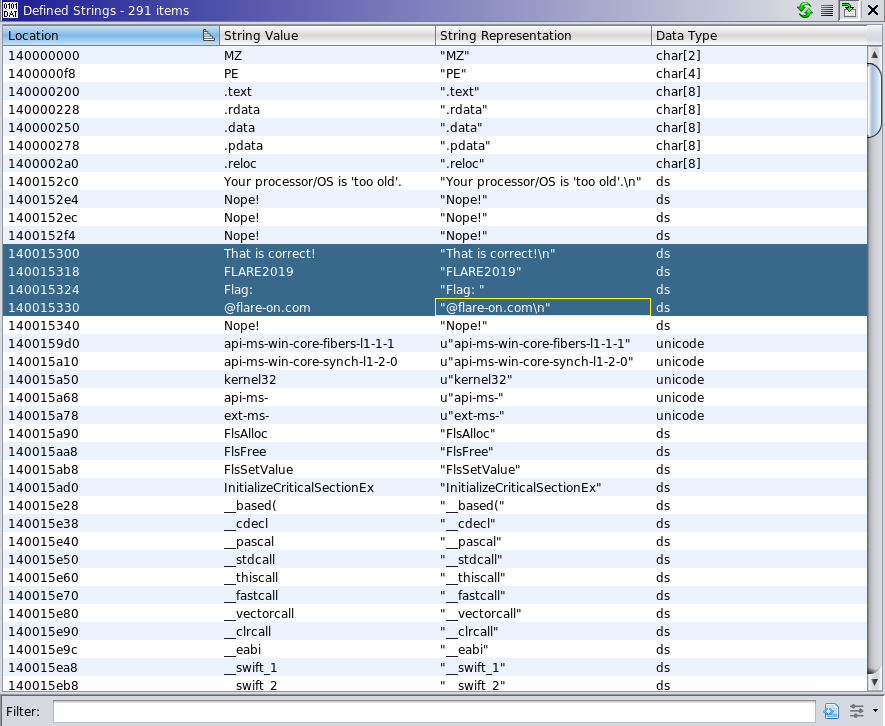 Defined Strings - 291 items
Location String Value String Representation Data Type
140000000 MZ "MZ" char[2]
1400000f8 PE "PE" char[4]
140000200 .text ".text" char[8]
140000228 .rdata ".rdata" char[8]
140000250 .data ".data" char[8]
140000278 .pdata ".pdata" char[8]
1400002a0 .reloc ".reloc" char[8]
1400152c0 Your processor/OS is 'too old'. "Your processor/OS is 'too old'.\n" ds
1400152e4 Nope! "Nope!" ds
1400152ec Nope! "Nope!" ds
1400152f4 Nope! "Nope!" ds
140015300 That is correct! "That is correct!\n" ds
140015318 FLARE2019 "FLARE2019" ds
140015324 Flag: "Flag: " ds
140015330 @flare-on.com "@flare-on.com\n" ds
140015340 Nope! "Nope!" ds
1400159d0 api-ms-win-core-fibers-l1-1-1 u"api-ms-win-core-fibers-l1-1-1" unicode
140015a10 api-ms-win-core-synch-l1-2-0 u"api-ms-win-core-synch-l1-2-0" unicode
140015a50 kernel32 u"kernel32" unicode
140015a68 api-ms- u"api-ms-" unicode
140015a78 ext-ms- u"ext-ms-" unicode
140015a90 FlsAlloc "FlsAlloc" ds
140015aa8 FlsFree "FlsFree" ds
140015ab8 FlsSetValue "FlsSetValue" ds
140015ad0 InitializeCriticalSectionEx "InitializeCriticalSectionEx" ds
140015e28 __based( "__based(" ds
140015e38 __cdecl "__cdecl" ds
140015e40 __pascal "__pascal" ds
140015e50 __stdcall "__stdcall" ds
140015e60 __thiscall "__thiscall" ds
140015e70 __fastcall "__fastcall" ds
140015e80 __vectorcall "__vectorcall" ds
140015e90 __clrcall "__clrcall" ds
140015e9c __eabi "__eabi" ds
140015ea8 __swift_1 "__swift_1" ds
140015eb8 __swift_2 "__swift_2" ds
Filter: